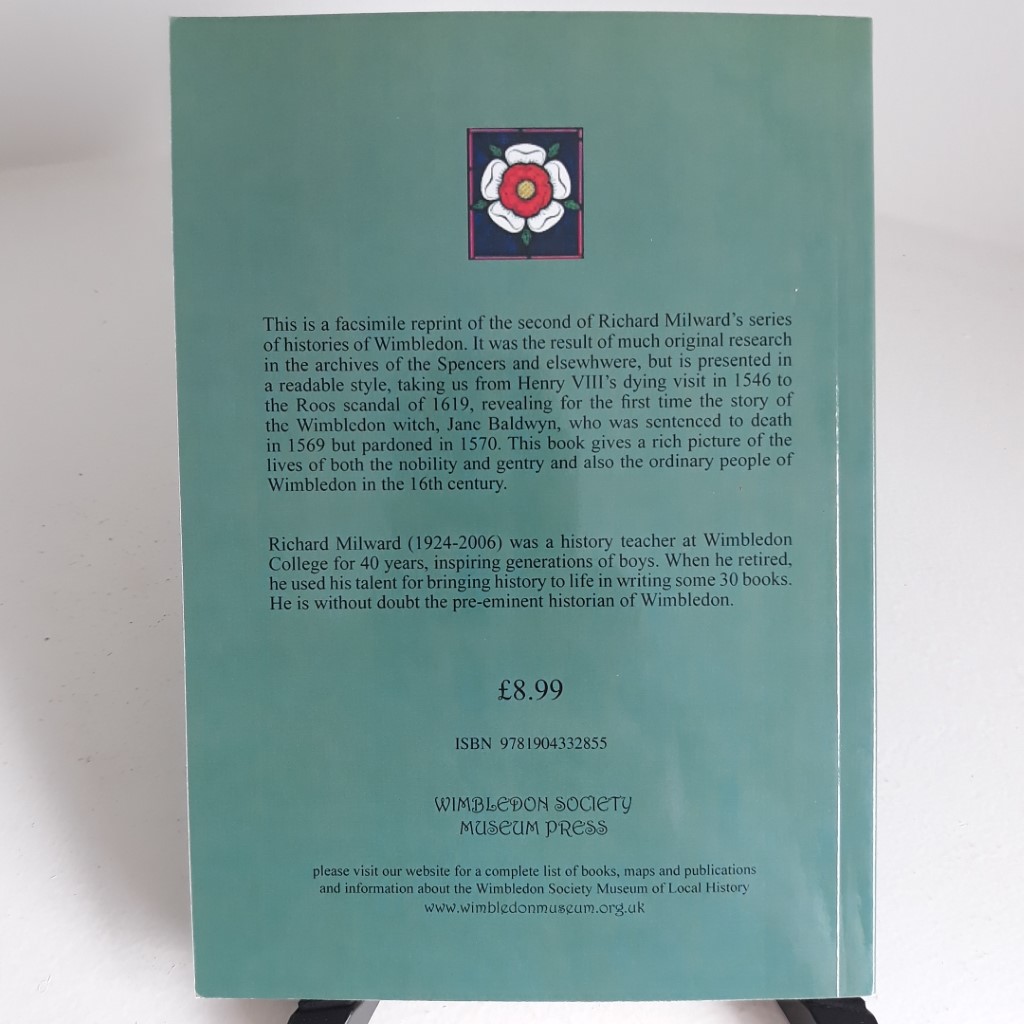 This is a facsimile reprint of the second of Richard Milward's series
of histories of Wimbledon. It was the result of much original research
in the archives of the Spencers and elsewhwere, but is presented in
a readable style, taking us from Henry VIII's dying visit in 1546 to
the Roos scandal of 1619, revealing for the first time the story of
the Wimbledon witch, Jane Baldwyn, who was sentenced to death
in 1569 but pardoned in 1570. This book gives a rich picture of the
lives of both the nobility and gentry and also the ordinary people of
Wimbledon in the 16th century.
Richard Milward (1924-2006) was a history teacher at Wimbledon
College for 40 years, inspiring generations of boys. When he retired,
he used his talent for bringing history to life in writing some 30 books.
He is without doubt the pre-eminent historian of Wimbledon.
£8.99
ISBN 9781904332855
WIMBLEDON SOCIETY
MUSEUM PRESS
please visit our website for a complete list of books, maps and publications
and information about the Wimbledon Society Museum of Local History
www.wimbledonmuseum.org.uk